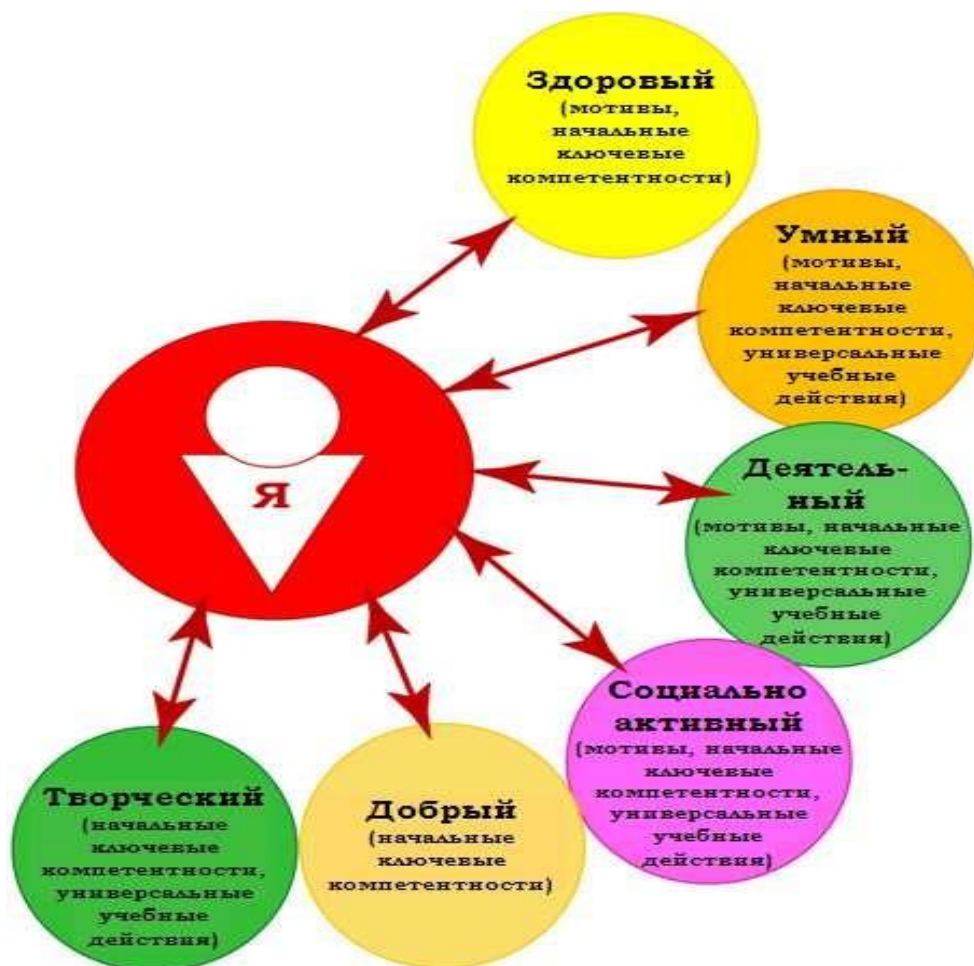 Здоровый
(мотивы,
начальные
ключевые
компетентности)
Умный
(мотивы,
начальные
ключевые
компетентности,
универсальные
учебные
действия)
Деятель-
ный
(мотивы, начальные
ключевые
компетентности,
универсальные
учебные
действия)
Социально
активный
(мотивы, начальные
ключевые
компетентности,
универсальные
учебные
действия)
Добрый
(начальные
ключевые
компетентности)
Творческий
(начальные
ключевые
компетентности,
универсальные
учебные
действия)
Я